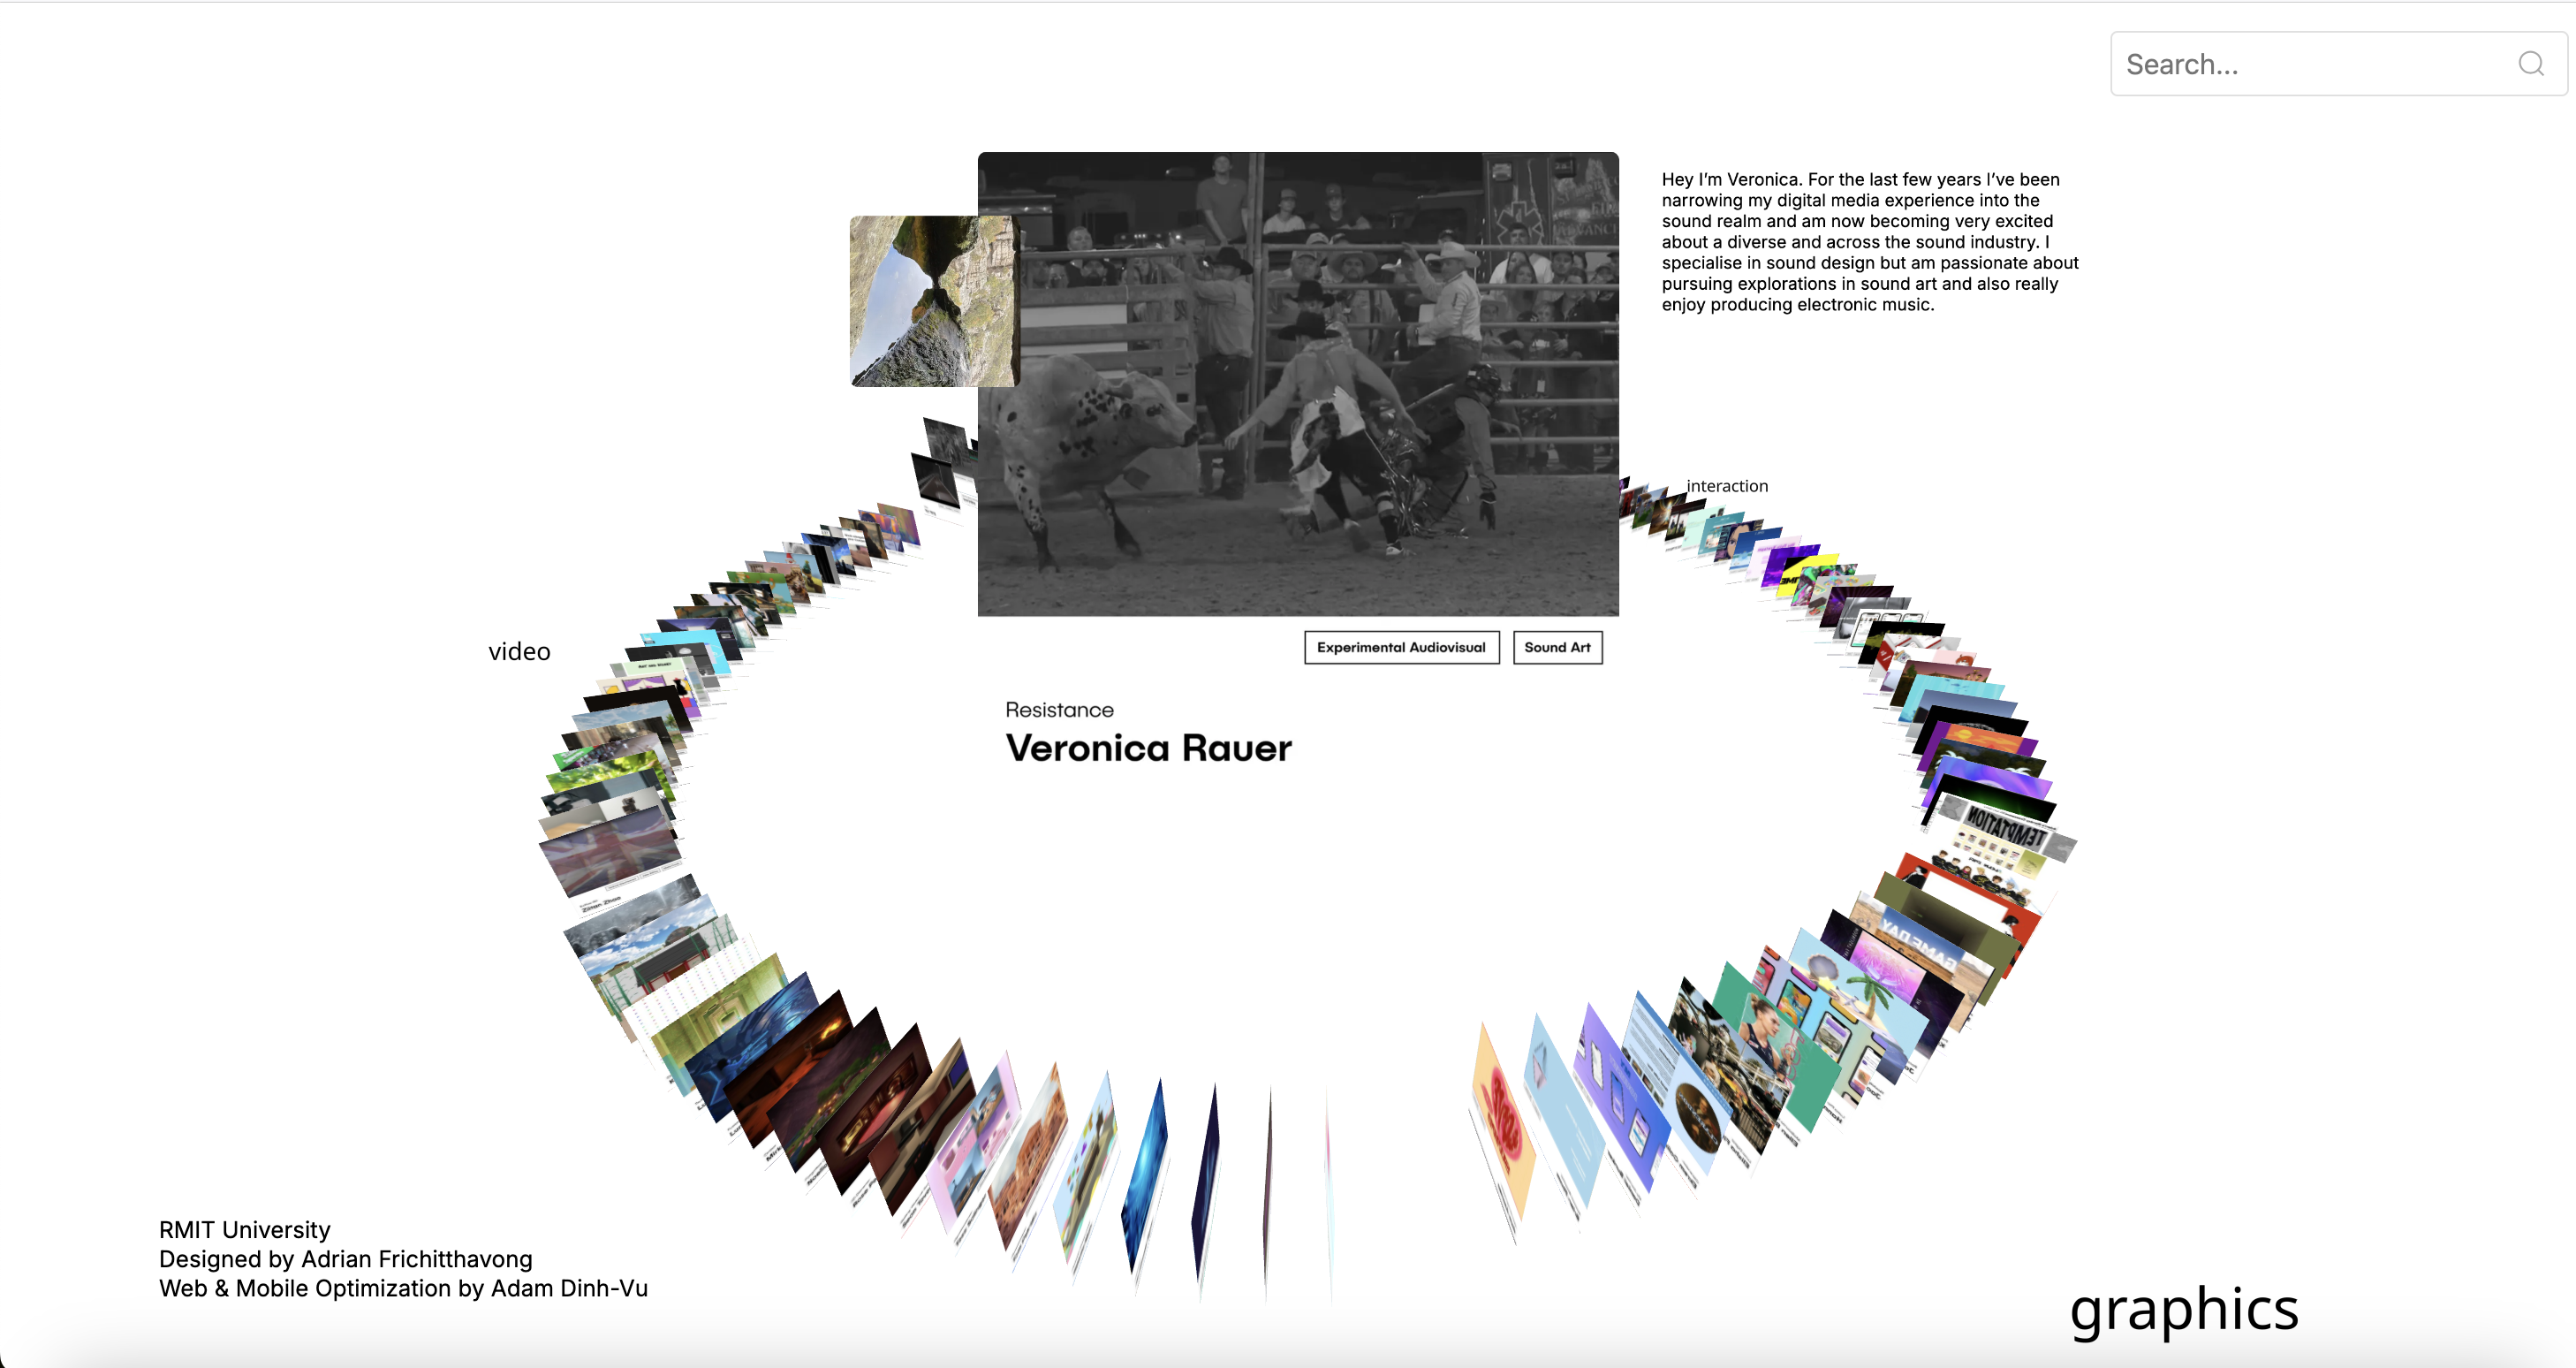 Search...
Hey I'm Veronica. For the last few years I've been
narrowing my digital media experience into the
sound realm and am now becoming very excited
about a diverse and across the sound industry. I
specialise in sound design but am passionate about
pursuing explorations in sound art and also really
enjoy producing electronic music.
interaction
video
Experimental Audiovisual
Sound Art
Resistance
Veronica Rauer
TEMPTATION
GAME DAY
RMIT University
Designed by Adrian Frichitthavong
Web & Mobile Optimization by Adam Dinh-Vu
graphics